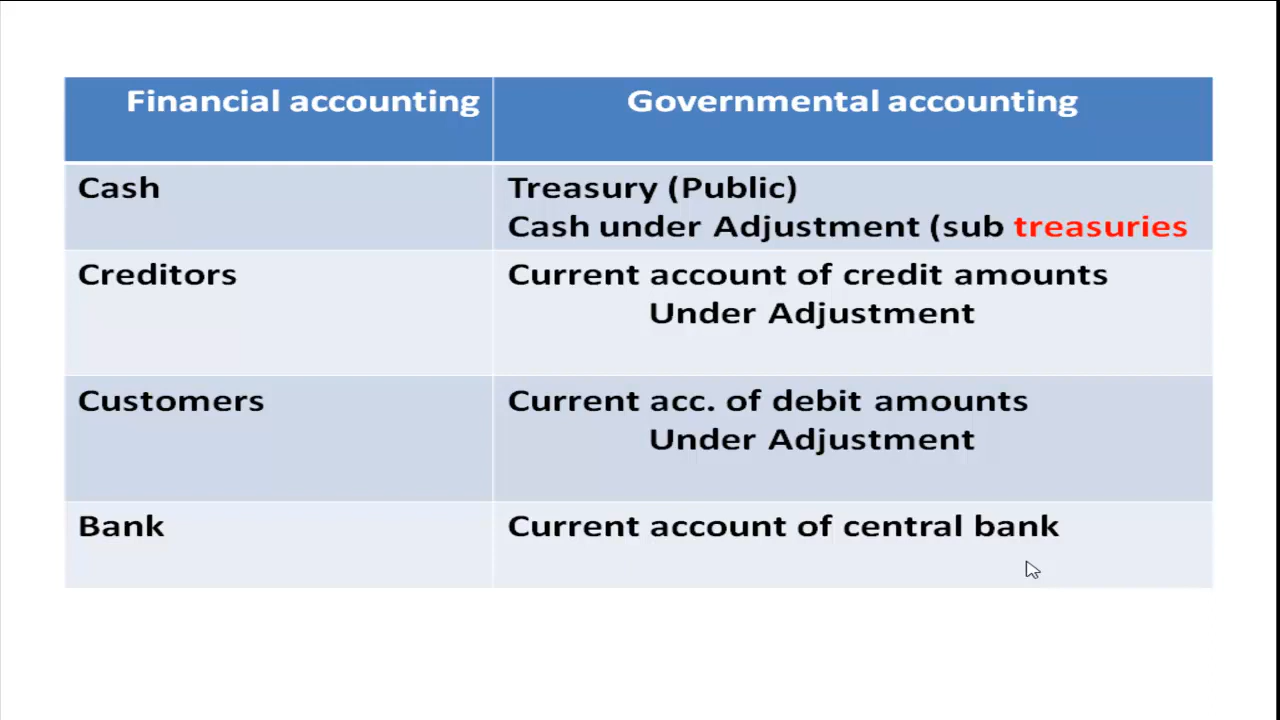 Financial accounting
Governmental accounting
Cash
Treasury (Public)
Cash under Adjustment (sub treasuries
Creditors
Current account of credit amounts
Under Adjustment
Customers
Current acc. of debit amounts
Under Adjustment
Bank
Current account of central bank